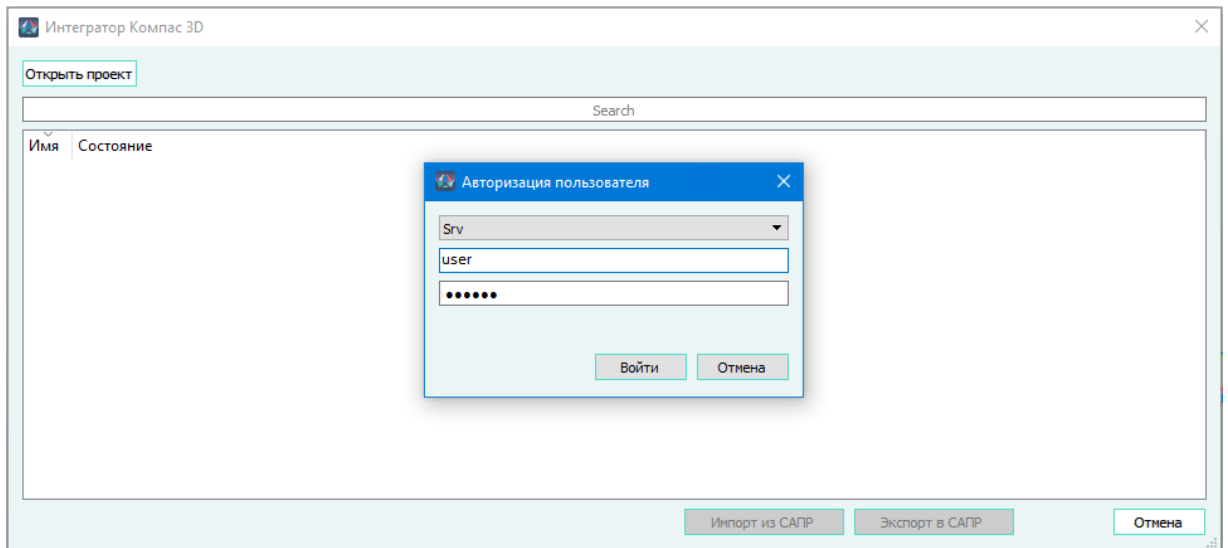 Интегратор Компас 3D
Открыть проект
Search
Имя Состояние
Авторизация пользователя
Srv
user
••••••
Войти Отмена
Импорт из САПР Экспорт в САПР Отмена